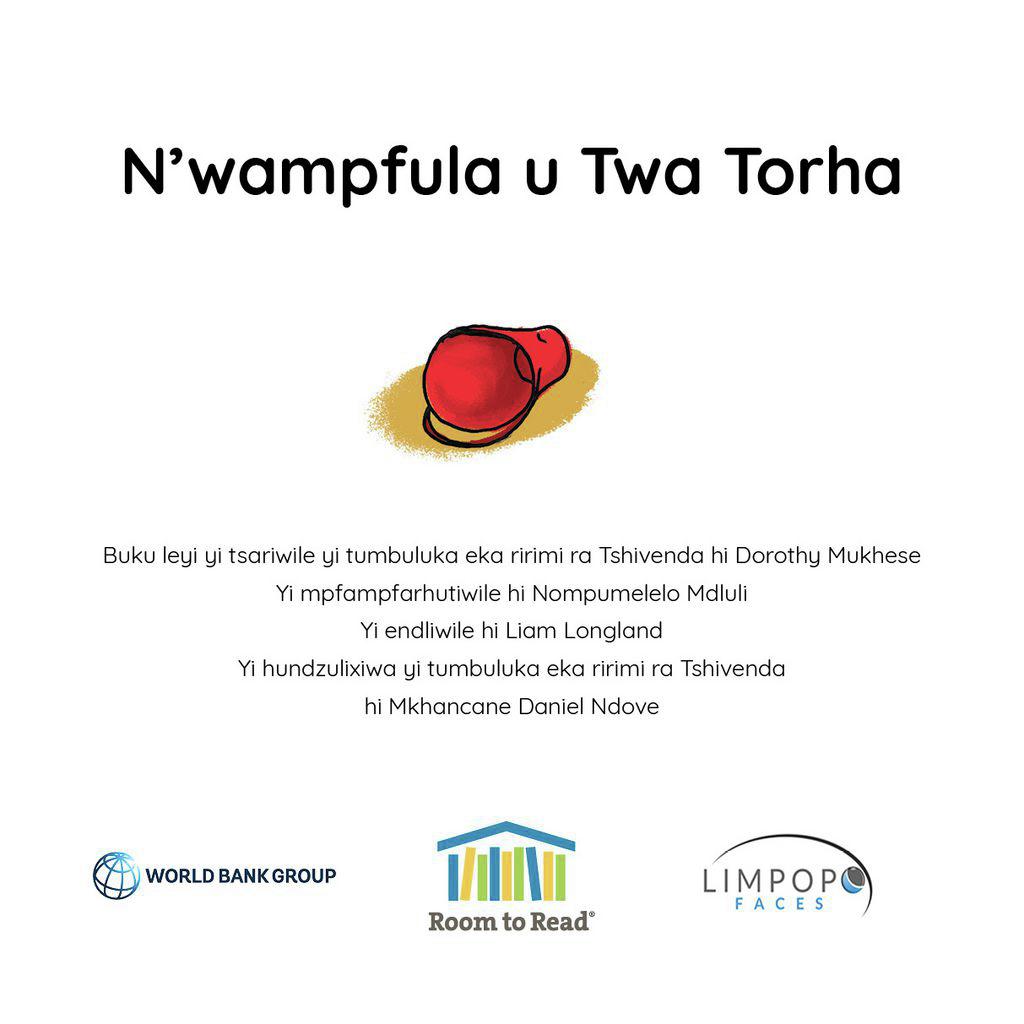 N’wampfula u Twa Torha
Buku leyi yi tsariwile yi tumbuluka eka ririmi ra Tshivenda hi Dorothy Mukhese
Yi mpfampfarhutiwile hi Nompumelelo Mdluli
Yi endliwile hi Liam Longland
Yi hundzulixiwa yi tumbuluka eka ririmi ra Tshivenda
hi Mkhancane Daniel Ndove
WORLD BANK GROUP
Room to Read®
LIMPOPO
FACES